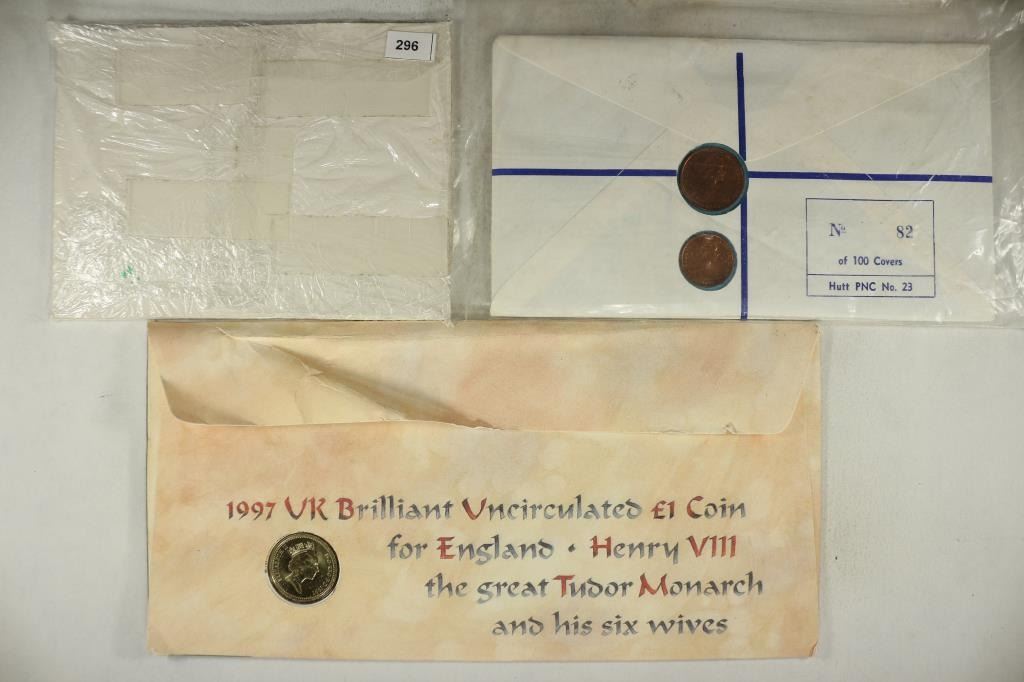 296
Nº 82
of 100 Covers
Hutt PNC No. 23
1997 UK Brilliant Uncirculated £1 Coin
for England · Henry VIII
the great Tudor Monarch
and his six wives